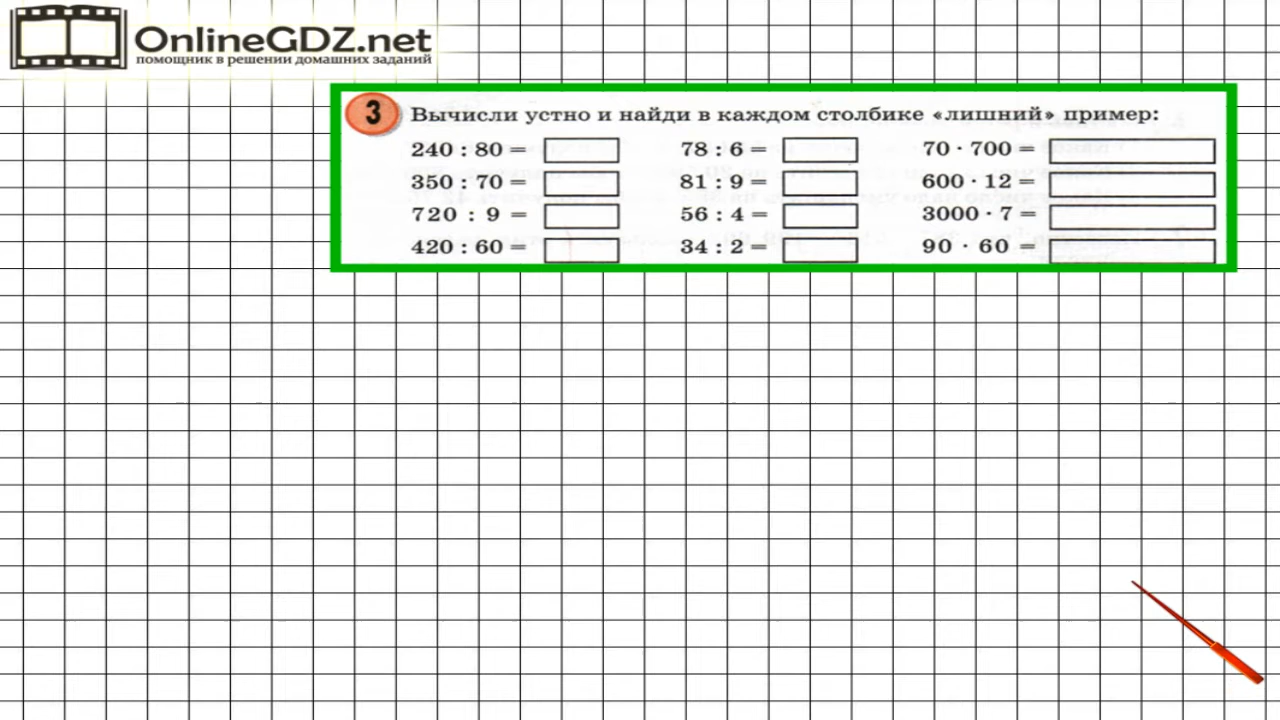 OnlineGDZ.net
помощник в решении домашних заданий
3 Вычисли устно и найди в каждом столбике «лишний» пример:
240 : 80 = 78 : 6 = 70 · 700 =
350 : 70 = 81 : 9 = 600 · 12 =
720 : 9 = 56 : 4 = 3000 · 7 =
420 : 60 = 34 : 2 = 90 · 60 =